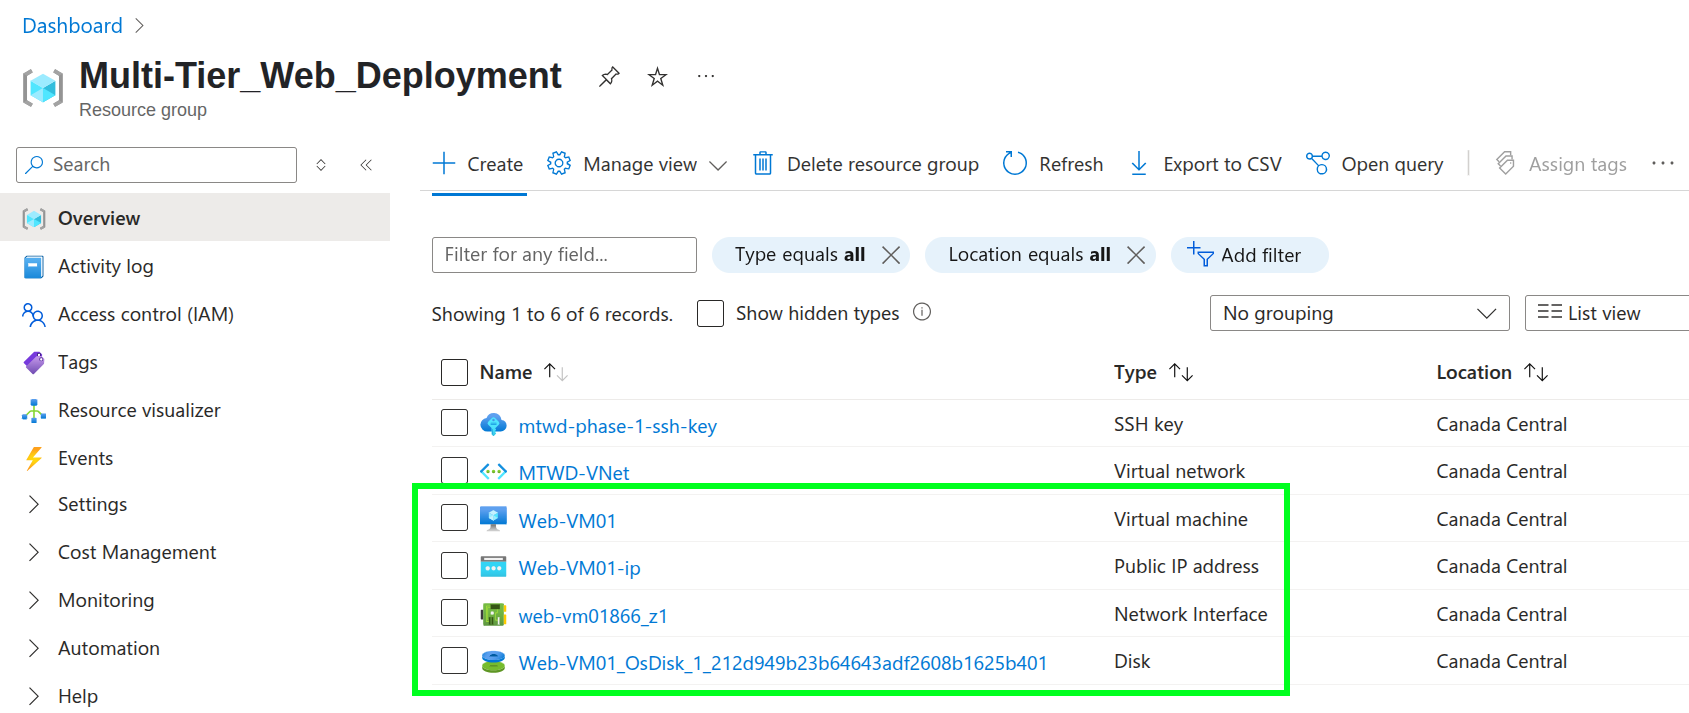 Dashboard
Multi-Tier_Web_Deployment
Resource group
Search
Create Manage view Delete resource group Refresh Export to CSV Open query Assign tags
Overview
Activity log
Access control (IAM)
Tags
Resource visualizer
Events
Settings
Cost Management
Monitoring
Automation
Help
Filter for any field... Type equals all Location equals all Add filter
Showing 1 to 6 of 6 records. Show hidden types No grouping List view
Name Type Location
mtwd-phase-1-ssh-key SSH key Canada Central
MTWD-VNet Virtual network Canada Central
Web-VM01 Virtual machine Canada Central
Web-VM01-ip Public IP address Canada Central
web-vm01866_z1 Network Interface Canada Central
Web-VM01_OsDisk_1_212d949b23b64643adf2608b1625b401 Disk Canada Central